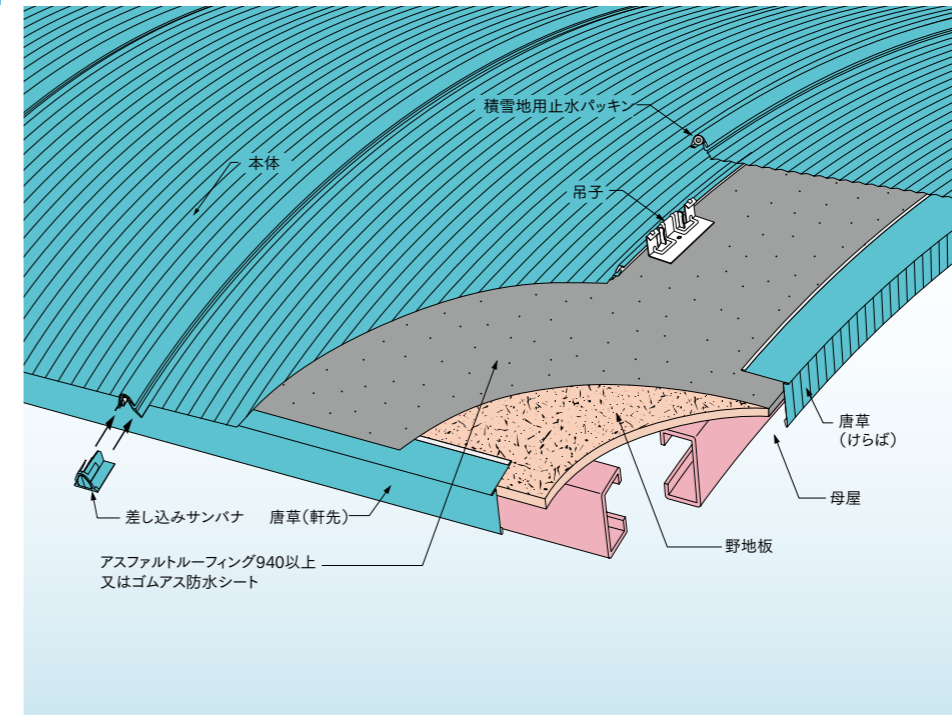 積雪地用止水パッキン
本体
吊子
唐草
(けらば)
母屋
差し込みサンバナ
唐草(軒先)
野地板
アスファルトルーフィング940以上
又はゴムアス防水シート